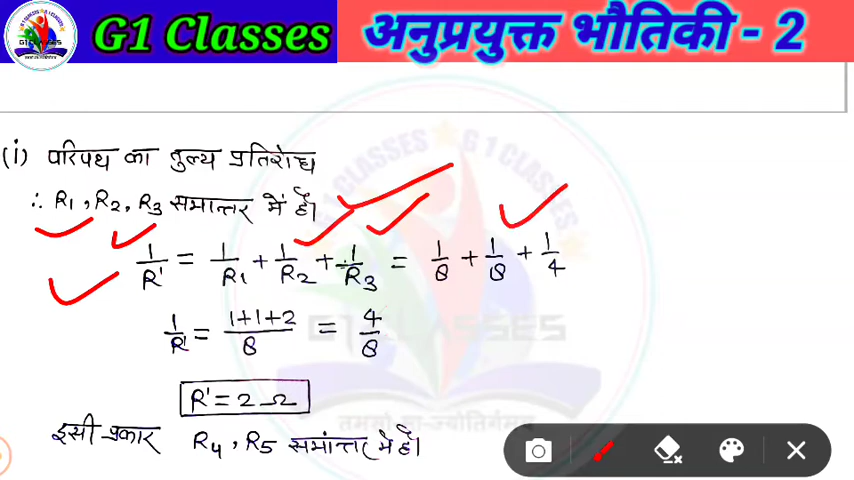 G1 Classes
अनुप्रयुक्त भौतिकी - 2
(i) परिपथ का तुल्य प्रतिरोध
∴ R₁, R₂, R₃ समान्तर में हैं।
1/R' = 1/R₁ + 1/R₂ + 1/R₃ = 1/8 + 1/8 + 1/4
1/R' = (1+1+2)/8 = 4/8
R' = 2 Ω
इसी प्रकार R₄, R₅ समांत्तर में हैं।